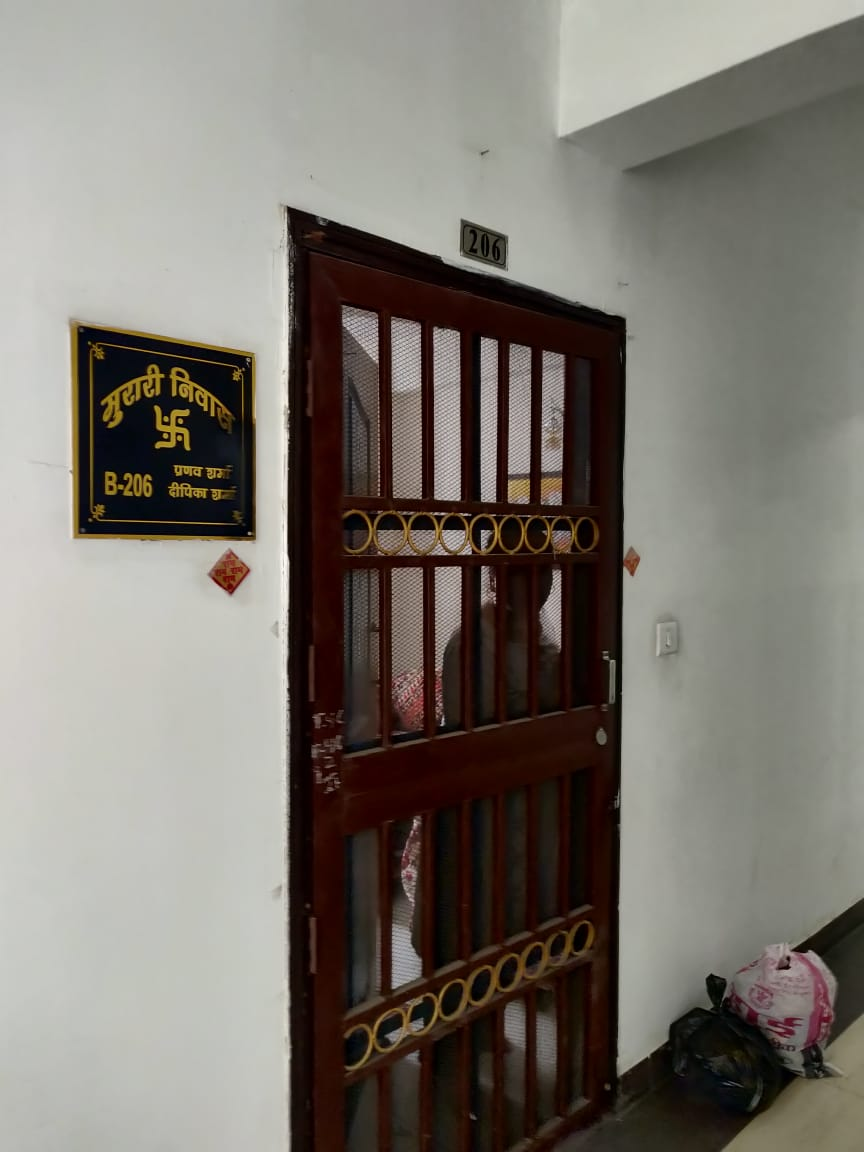 206
मुरारी निवास
प्रणव शर्मा
B-206
दीपिका शर्मा
राम राम